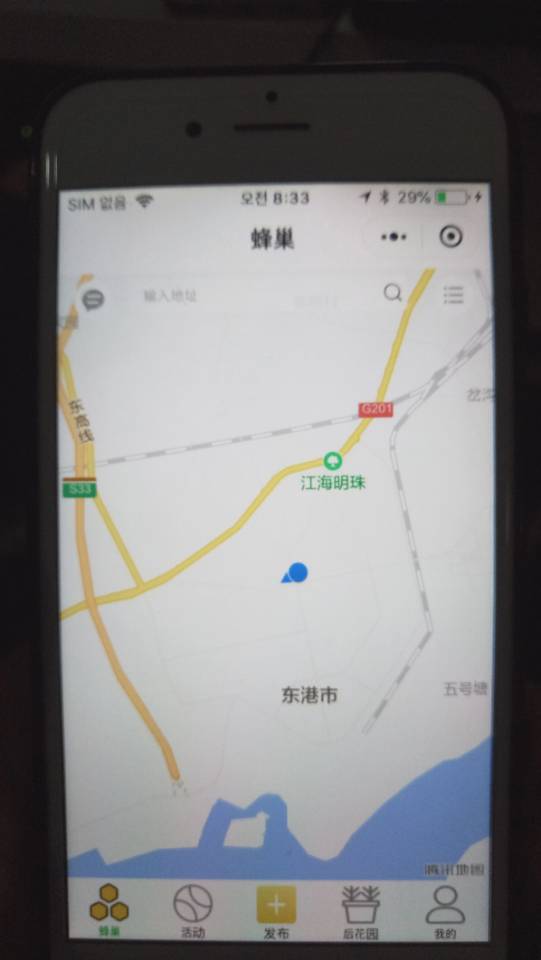 SIM 없음 오전 8:33 29%
蜂巢
输入地址
G201
东高线
江海明珠
S33
东港市
五号塘
腾讯地图
蜂巢 活动 发布 后花园 我的